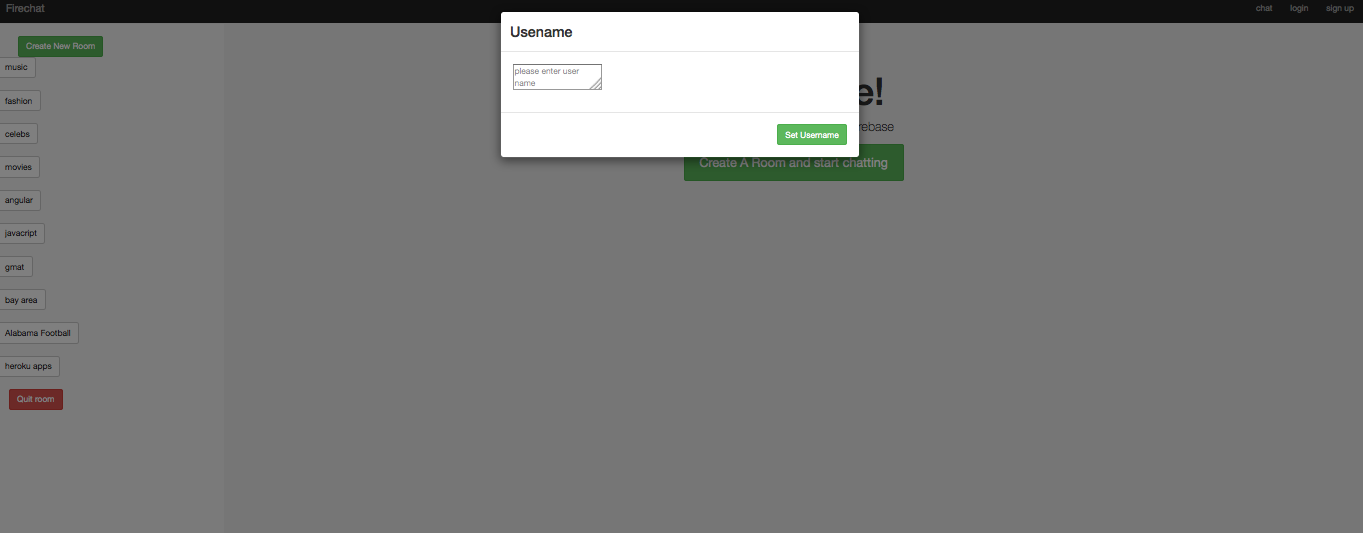 Firechat
chat
login
sign up
Create New Room
music
fashion
celebs
movies
angular
javacript
gmat
bay area
Alabama Football
heroku apps
Quit room
Usename
please enter user
name
Set Username
e!
rebase
Create A Room and start chatting